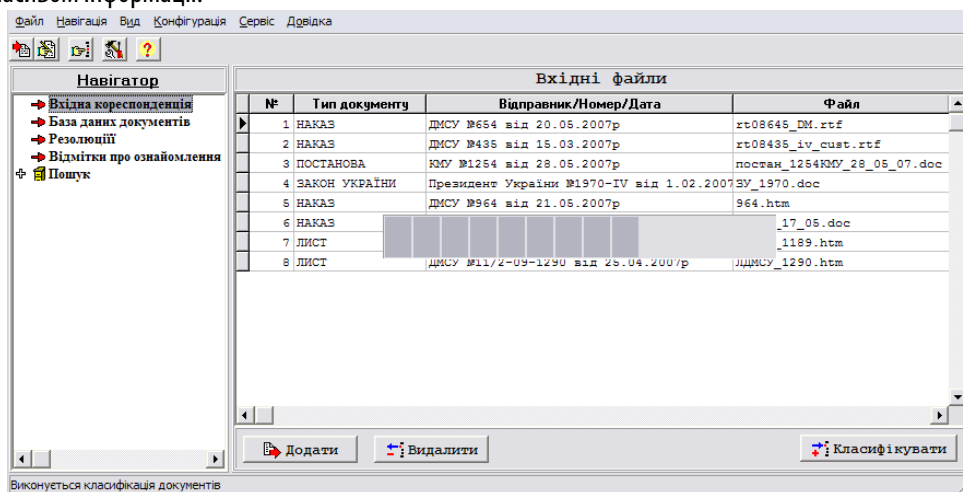 Файл Навігація Вид Конфігурація Сервіс Довідка
Навігатор
Вхідна кореспонденція
База даних документів
Резолюціїї
Відмітки про ознайомлення
Пошук
Вхідні файли
№ Тип документу Відправник/Номер/Дата Файл
1 НАКАЗ ДМСУ №654 від 20.05.2007р rt08645_DM.rtf
2 НАКАЗ ДМСУ №435 від 15.03.2007р rt08435_iv_cust.rtf
3 ПОСТАНОВА КМУ №1254 від 28.05.2007р постан_1254КМУ_28_05_07.doc
4 ЗАКОН УКРАЇНИ Президент України №1970-IV від 1.02.2007 ЗУ_1970.doc
5 НАКАЗ ДМСУ №964 від 21.05.2007р 964.htm
6 НАКАЗ _17_05.doc
7 ЛИСТ _1189.htm
8 ЛИСТ ДМСУ №11/2-09-1290 від 25.04.2007р ЛДМСУ_1290.htm
Додати Видалити Класифікувати
Виконується класифікація документів